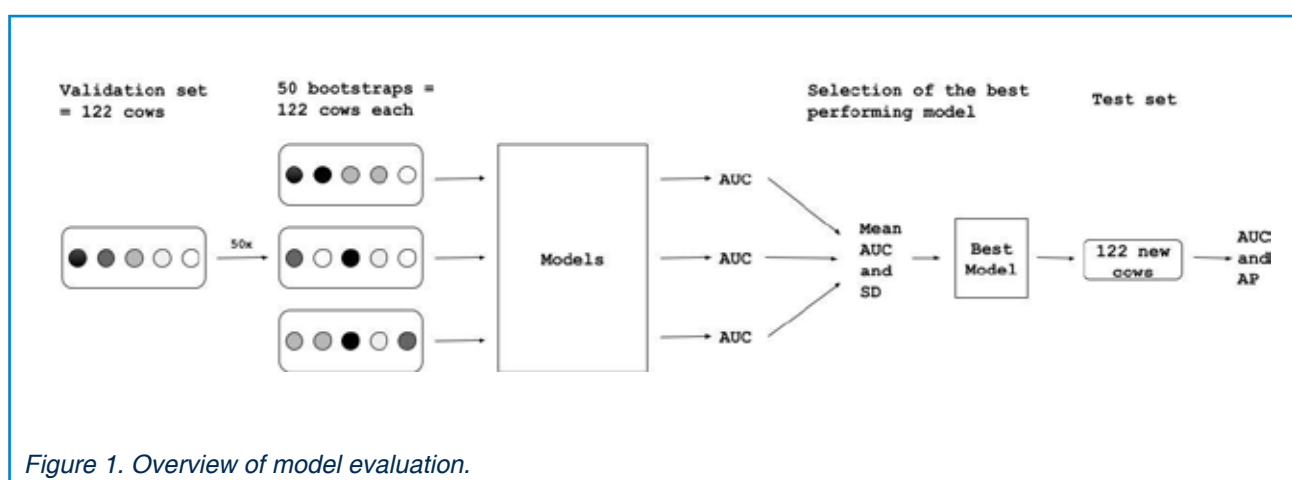 Validation set
= 122 cows
50 bootstraps =
122 cows each
Selection of the best
performing model
Test set
50x
Models
AUC
AUC
AUC
Mean
AUC
and
SD
Best
Model
122 new
cows
AUC
and
AP
Figure 1. Overview of model evaluation.